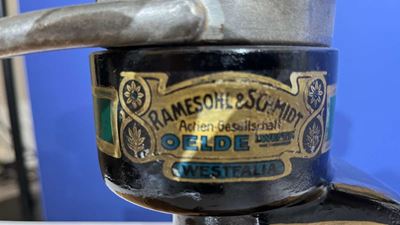 RAMESOHL & SCHMIDT
Actien-Gesellschaft
OELDE
WESTFALIA